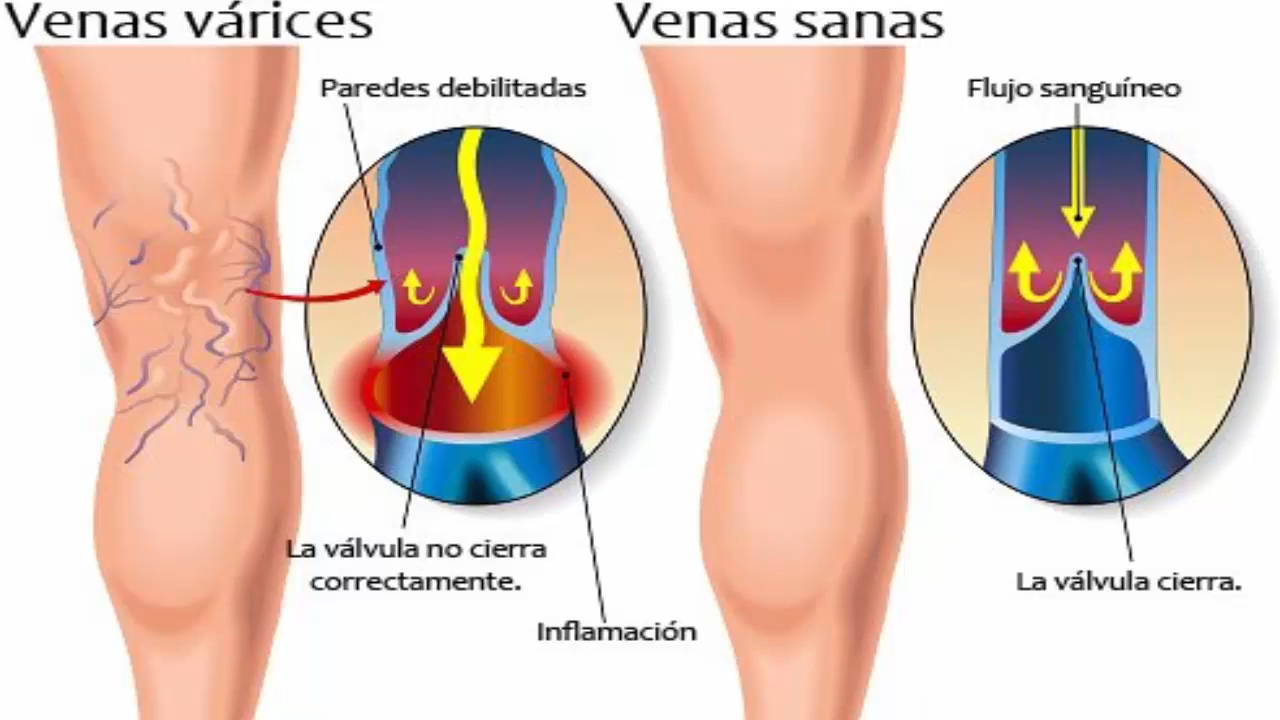 Venas várices
Venas sanas
Paredes debilitadas
Flujo sanguíneo
La válvula no cierra
correctamente.
La válvula cierra.
Inflamación